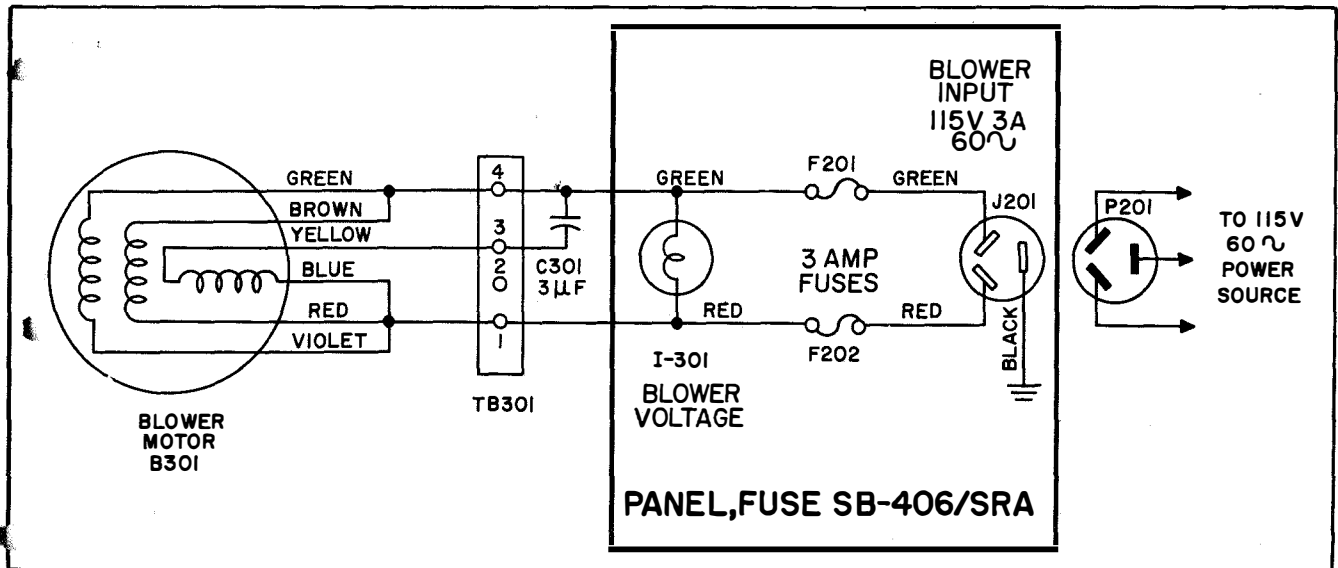 BLOWER
INPUT
115V 3A
60∿
GREEN
BROWN
YELLOW
BLUE
RED
VIOLET
4
3
2
1
C301
3µF
TB301
BLOWER
MOTOR
B301
GREEN
F201
GREEN
J201
3 AMP
FUSES
RED
F202
RED
BLACK
I-301
BLOWER
VOLTAGE
P201
TO 115V
60 ∿
POWER
SOURCE
PANEL,FUSE SB-406/SRA